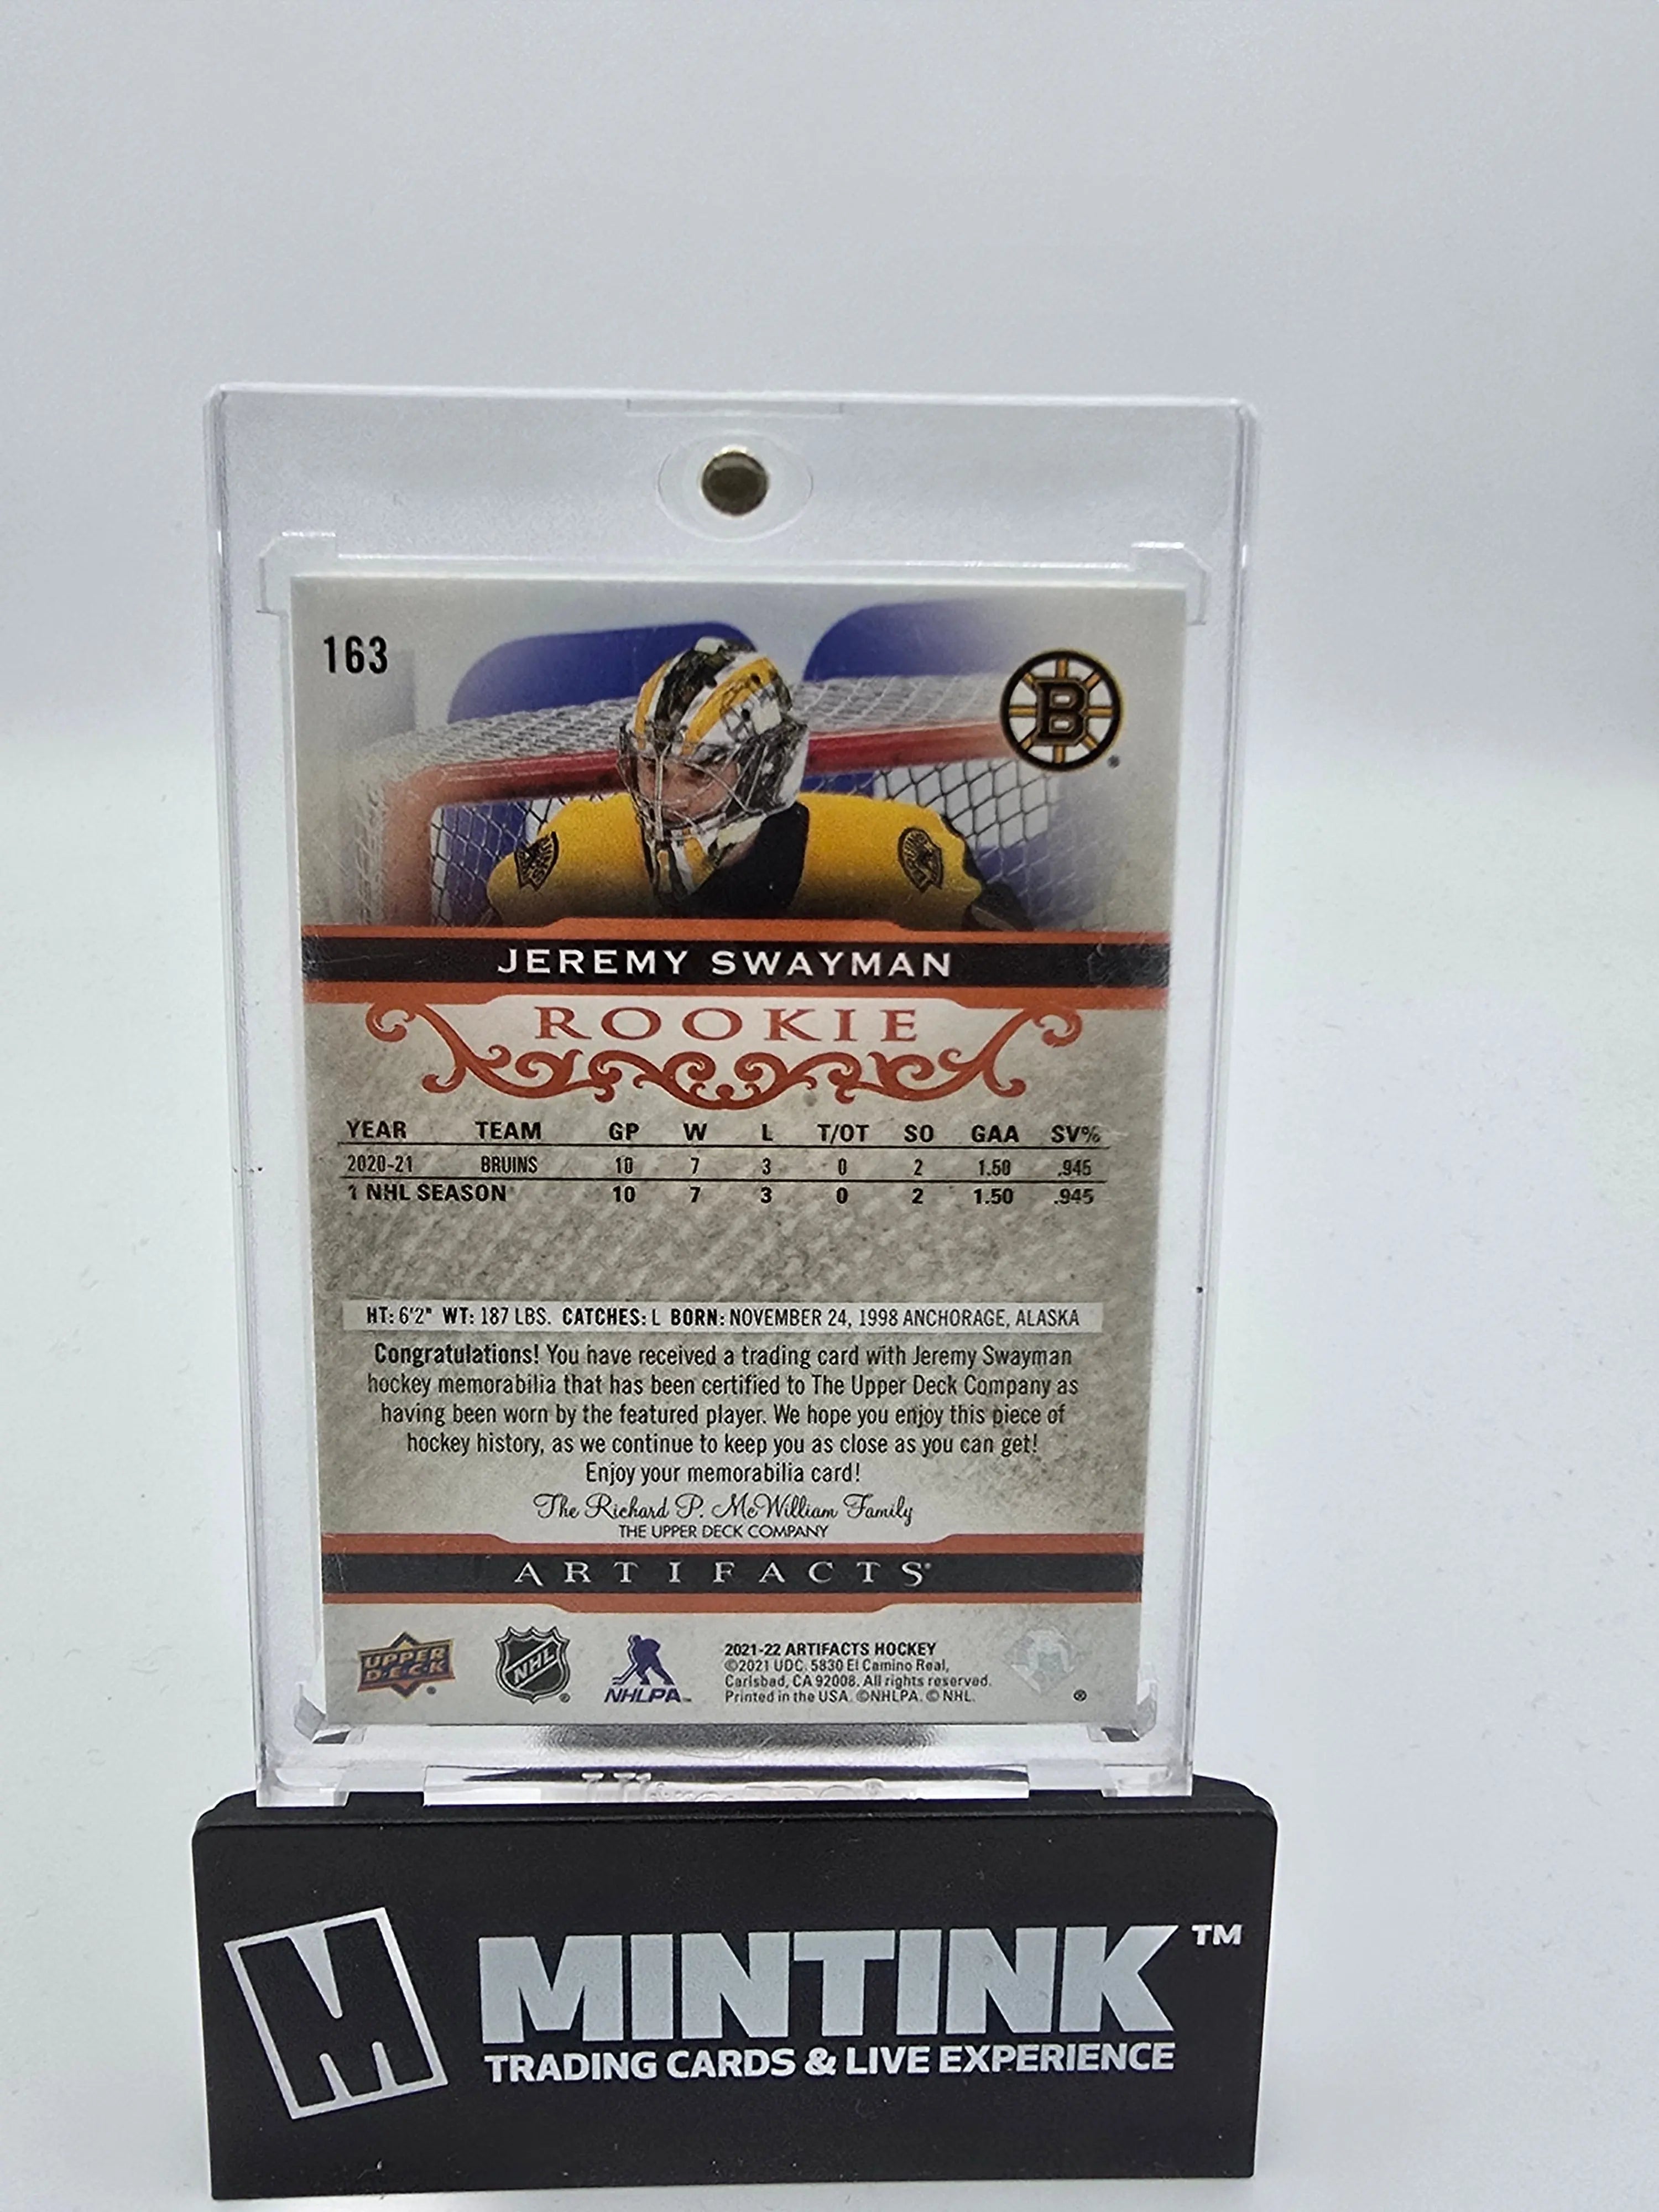 163
B
JEREMY SWAYMAN
ROOKIE
YEAR TEAM GP W L T/OT SO GAA SV%
2020-21 BRUINS 10 7 3 0 2 1.50 .945
1 NHL SEASON 10 7 3 0 2 1.50 .945
HT: 6'2" WT: 187 LBS. CATCHES: L BORN: NOVEMBER 24, 1998 ANCHORAGE, ALASKA
Congratulations! You have received a trading card with Jeremy Swayman
hockey memorabilia that has been certified to The Upper Deck Company as
having been worn by the featured player. We hope you enjoy this piece of
hockey history, as we continue to keep you as close as you can get!
Enjoy your memorabilia card!
The Richard P. McWilliam Family
THE UPPER DECK COMPANY
ARTIFACTS®
UPPER
DECK
NHL
NHLPA™
2021-22 ARTIFACTS HOCKEY
©2021 UDC. 5830 El Camino Real,
Carlsbad, CA 92008. All rights reserved.
Printed in the USA. ©NHLPA. © NHL.
M MINTINK™
TRADING CARDS & LIVE EXPERIENCE